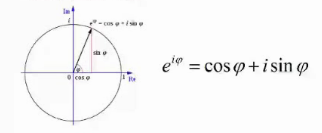 Im
i
e^{iφ} = cos φ + i sin φ
sin φ
φ
0
cos φ
1
Re
e^{iφ} = cos φ + i sin φ